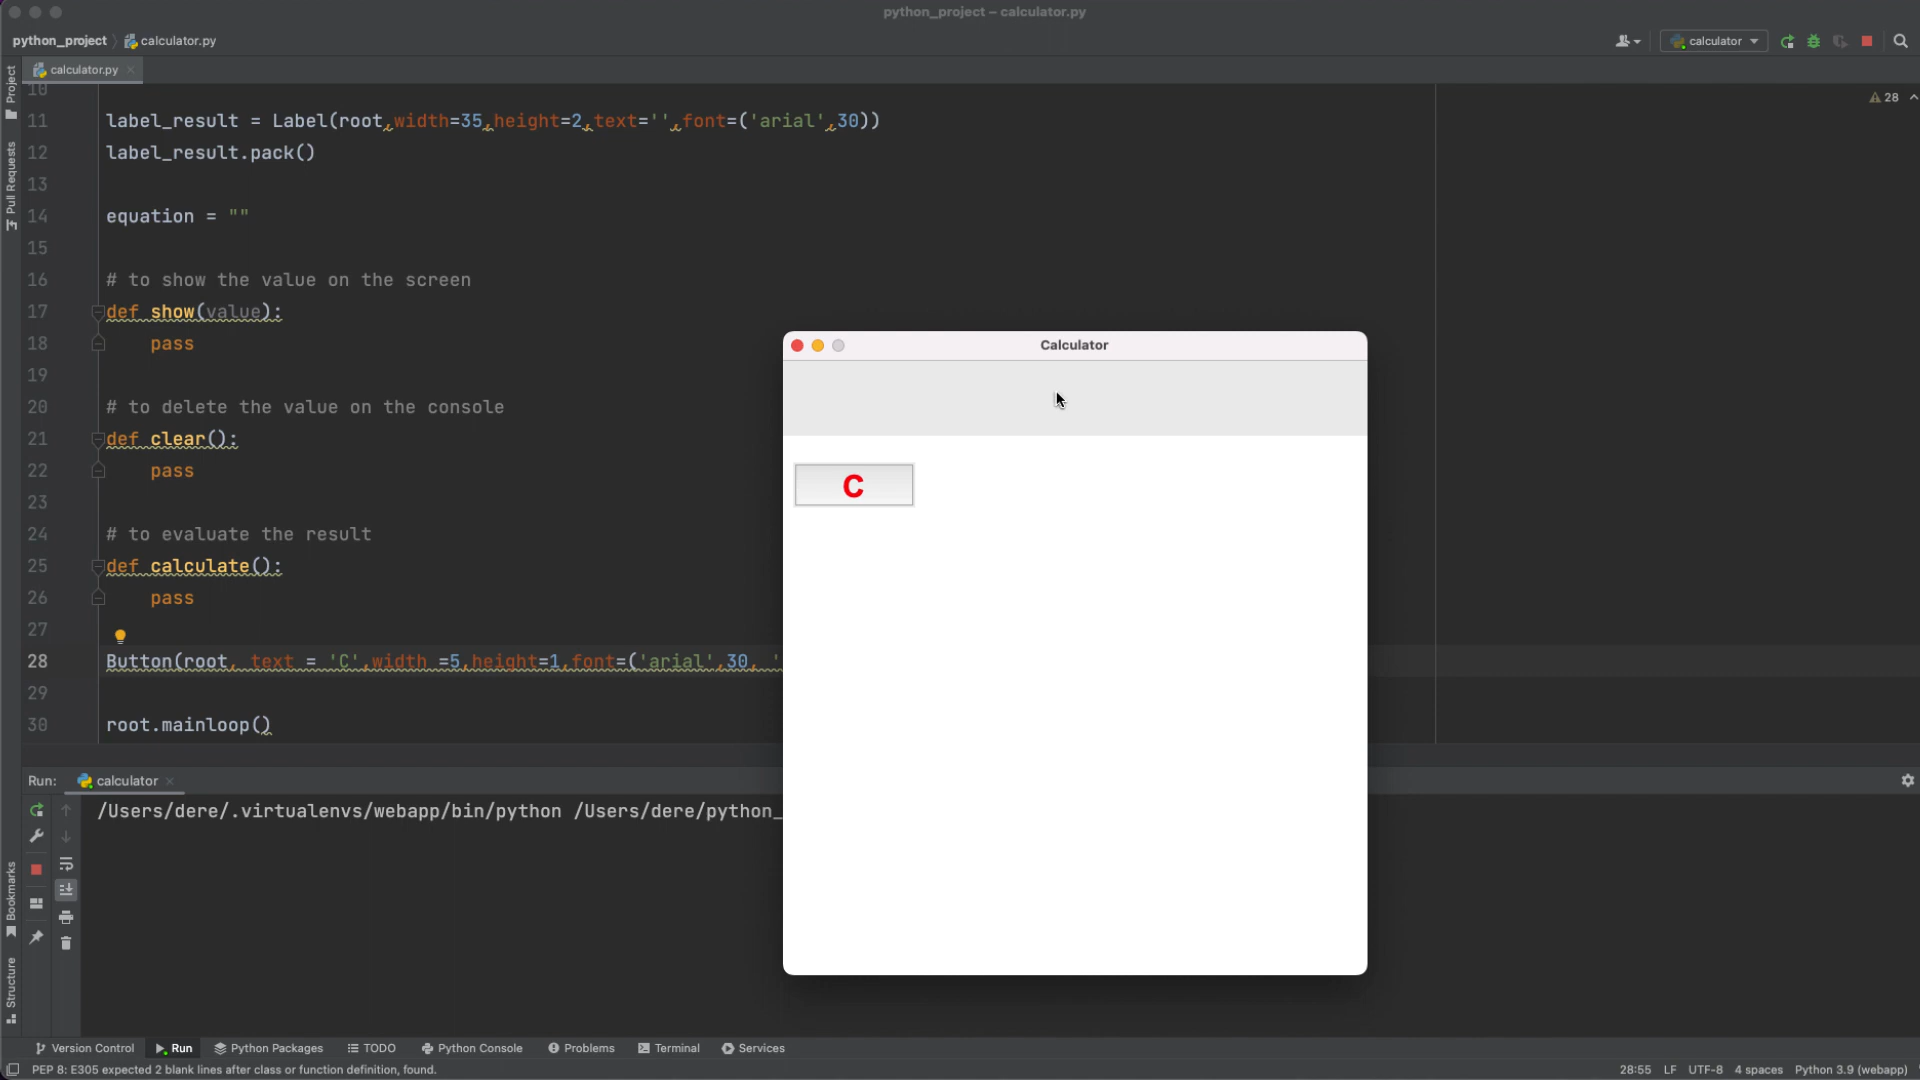 python_project – calculator.py
python_project
calculator.py
calculator
calculator.py
Project
Pull Requests
Bookmarks
Structure
28
10
11 label_result = Label(root,width=35,height=2,text='',font=('arial',30))
12 label_result.pack()
13
14 equation = ""
15
16 # to show the value on the screen
17 def show(value):
18 pass
19
20 # to delete the value on the console
21 def clear():
22 pass
23
24 # to evaluate the result
25 def calculate():
26 pass
27
28 Button(root, text = 'C',width =5,height=1,font=('arial',30, '
29
30 root.mainloop()
Calculator
C
Run: calculator
/Users/dere/.virtualenvs/webapp/bin/python /Users/dere/python_
Version Control Run Python Packages TODO Python Console Problems Terminal Services
PEP 8: E305 expected 2 blank lines after class or function definition, found. 28:55 LF UTF-8 4 spaces Python 3.9 (webapp)